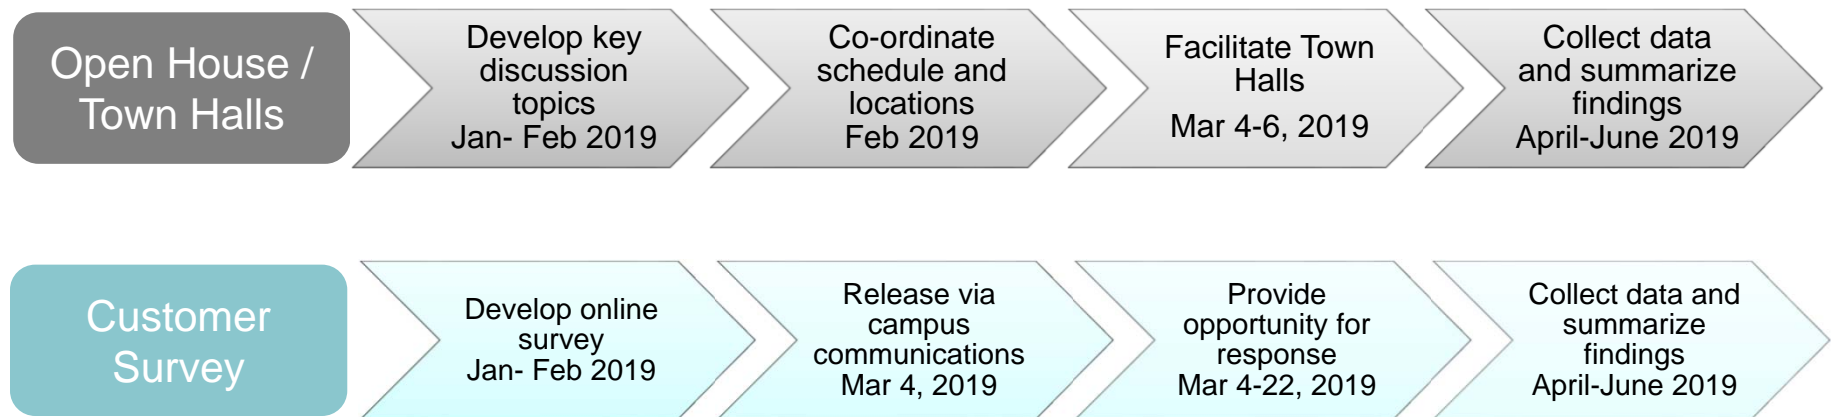 Open House /
Town Halls
Develop key
discussion
topics
Jan- Feb 2019
Co-ordinate
schedule and
locations
Feb 2019
Facilitate Town
Halls
Mar 4-6, 2019
Collect data
and summarize
findings
April-June 2019
Customer
Survey
Develop online
survey
Jan- Feb 2019
Release via
campus
communications
Mar 4, 2019
Provide
opportunity for
response
Mar 4-22, 2019
Collect data and
summarize
findings
April-June 2019